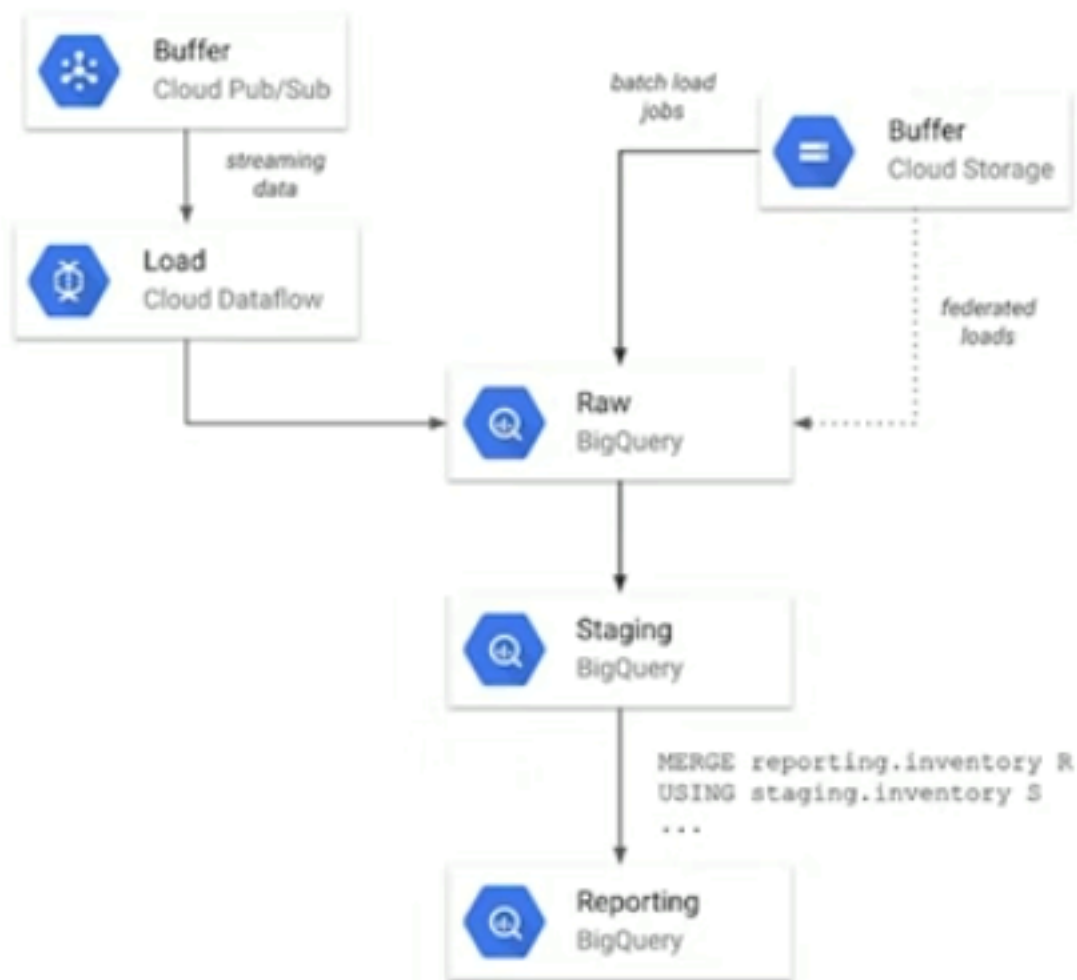 Buffer
Cloud Pub/Sub
streaming
data
Load
Cloud Dataflow
batch load
jobs
Buffer
Cloud Storage
federated
loads
Raw
BigQuery
Staging
BigQuery
MERGE reporting.inventory R
USING staging.inventory S
...
Reporting
BigQuery